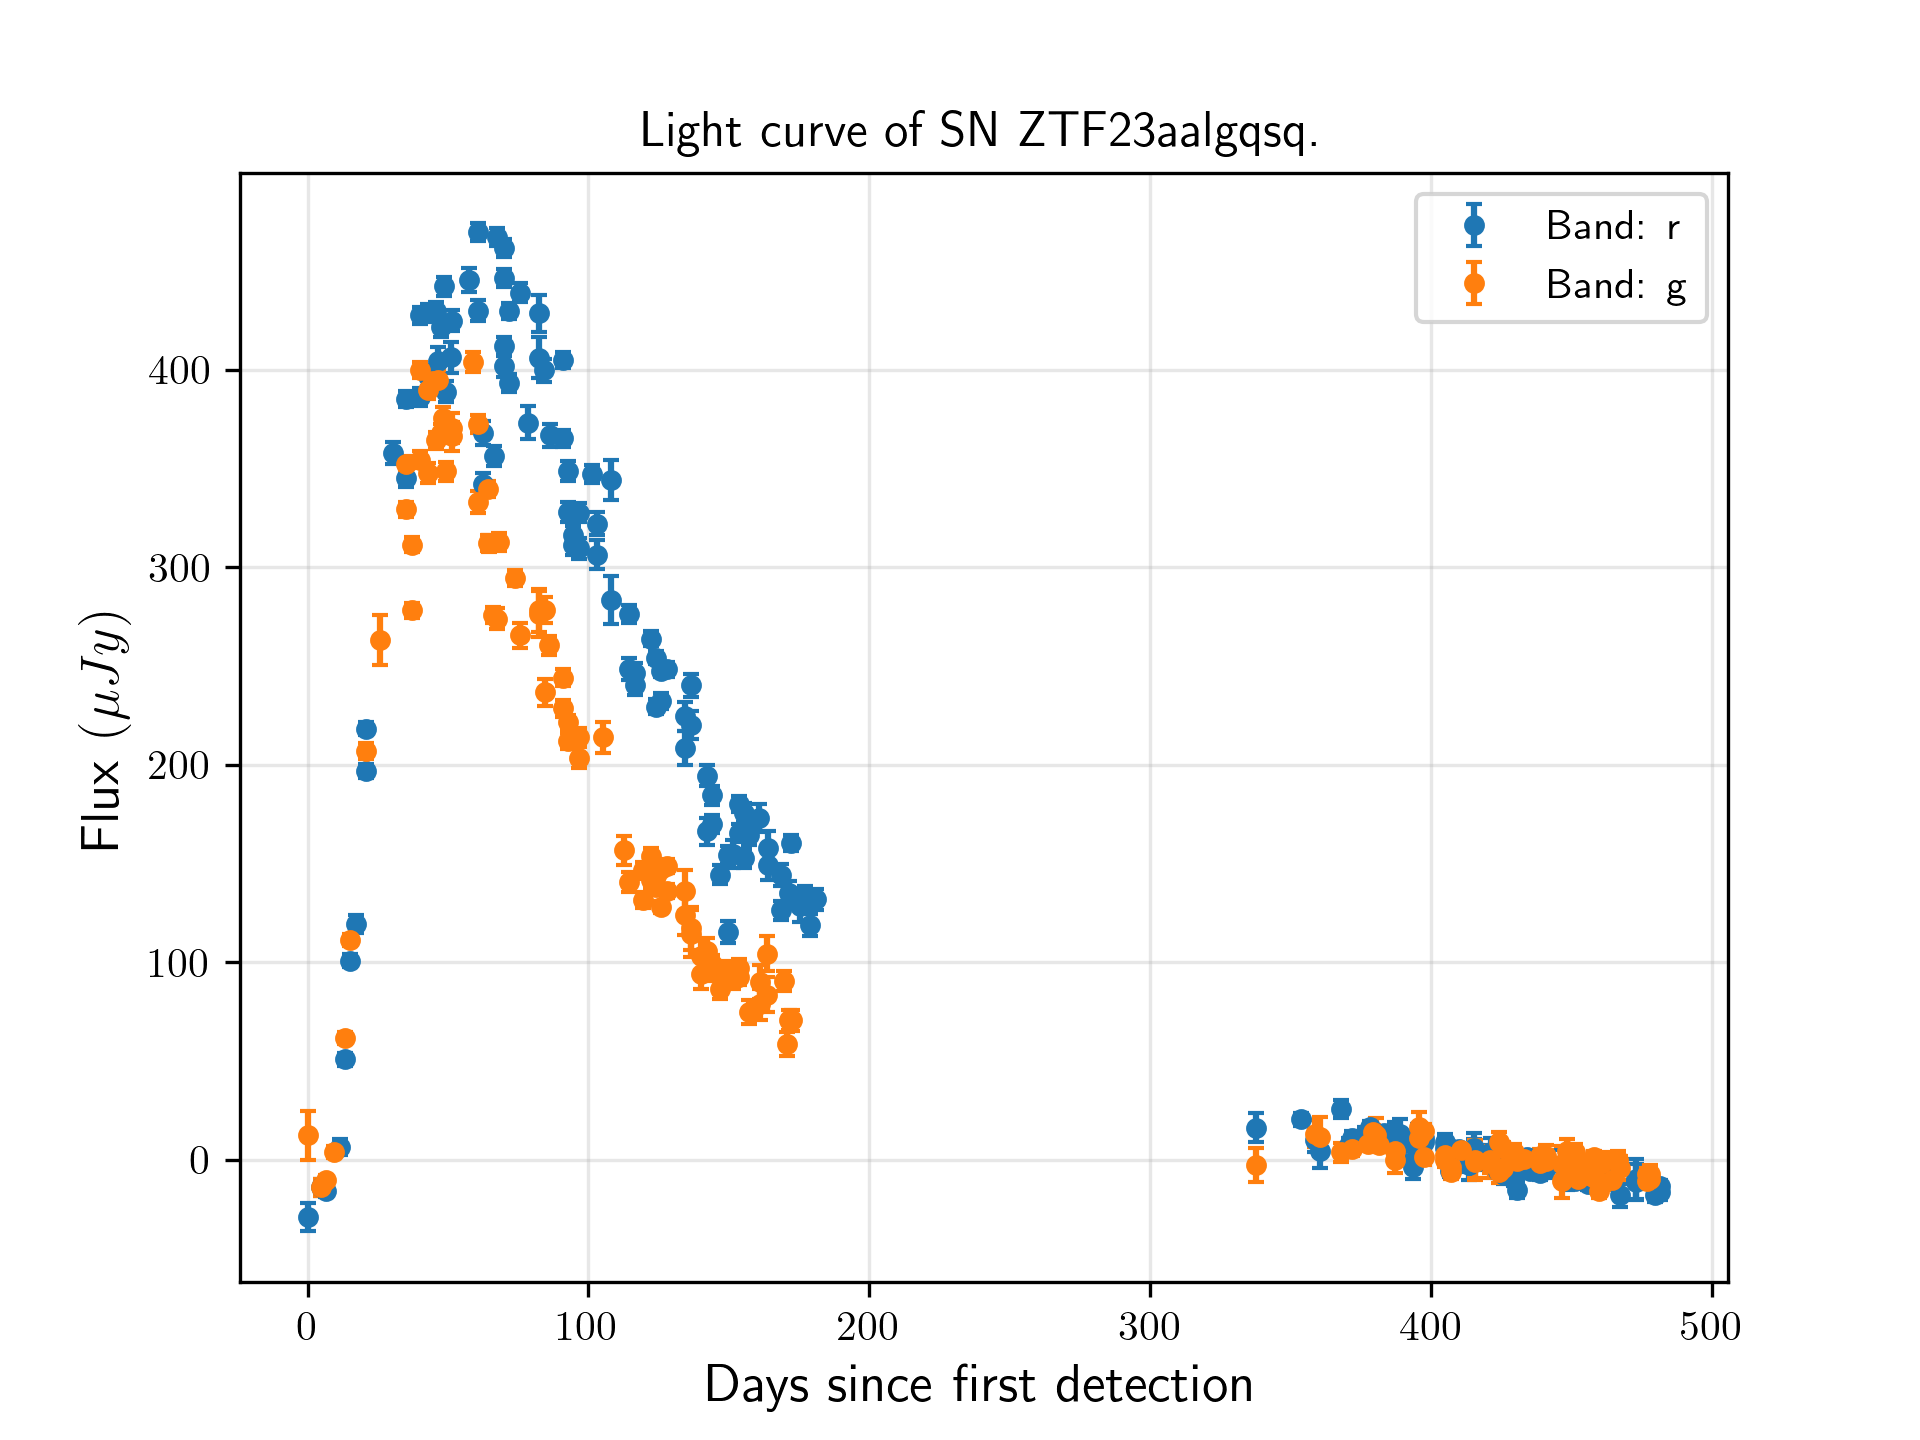 Light curve of SN ZTF23aalgqsq.
Band: r
Band: g
Flux (μJy)
400
300
200
100
0
0 100 200 300 400 500
Days since first detection